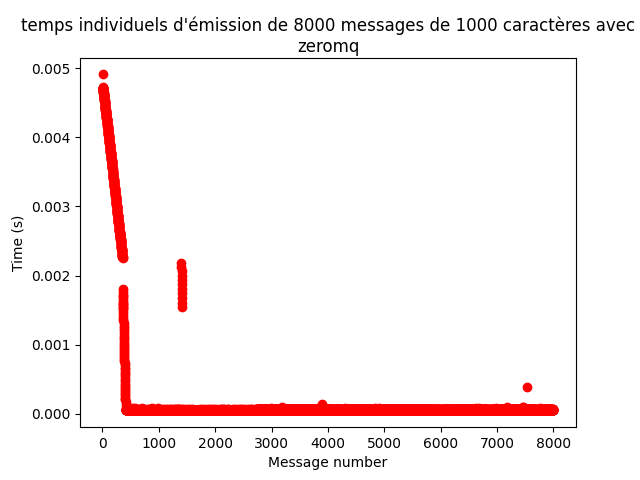 temps individuels d'émission de 8000 messages de 1000 caractères avec
zeromq
0.005
0.004
0.003
0.002
0.001
0.000
Time (s)
0 1000 2000 3000 4000 5000 6000 7000 8000
Message number